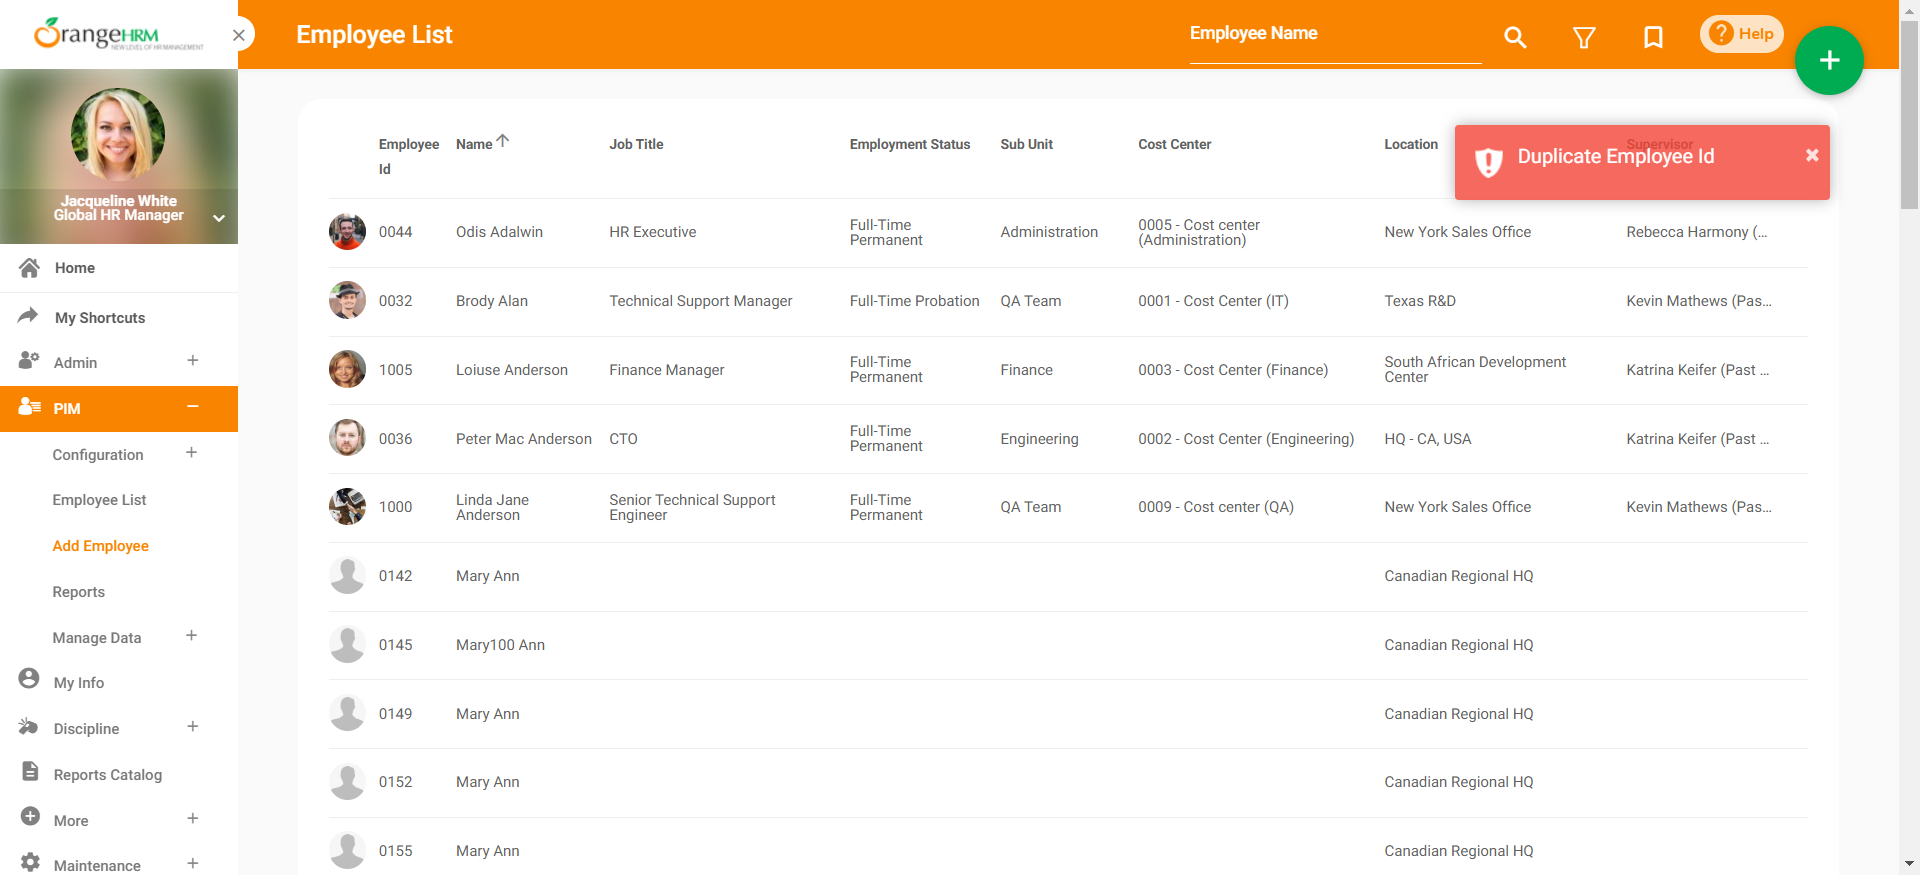 OrangeHRM
NEW LEVEL OF HR MANAGEMENT
Employee List
Employee Name
Help
Jacqueline White
Global HR Manager
Home
My Shortcuts
Admin
PIM
Configuration
Employee List
Add Employee
Reports
Manage Data
My Info
Discipline
Reports Catalog
More
Maintenance
Duplicate Employee Id
Employee Id Name Job Title Employment Status Sub Unit Cost Center Location Supervisor
0044 Odis Adalwin HR Executive Full-Time Permanent Administration 0005 - Cost center (Administration) New York Sales Office Rebecca Harmony (...
0032 Brody Alan Technical Support Manager Full-Time Probation QA Team 0001 - Cost Center (IT) Texas R&D Kevin Mathews (Pas...
1005 Loiuse Anderson Finance Manager Full-Time Permanent Finance 0003 - Cost Center (Finance) South African Development Center Katrina Keifer (Past ...
0036 Peter Mac Anderson CTO Full-Time Permanent Engineering 0002 - Cost Center (Engineering) HQ - CA, USA Katrina Keifer (Past ...
1000 Linda Jane Anderson Senior Technical Support Engineer Full-Time Permanent QA Team 0009 - Cost center (QA) New York Sales Office Kevin Mathews (Pas...
0142 Mary Ann Canadian Regional HQ
0145 Mary100 Ann Canadian Regional HQ
0149 Mary Ann Canadian Regional HQ
0152 Mary Ann Canadian Regional HQ
0155 Mary Ann Canadian Regional HQ